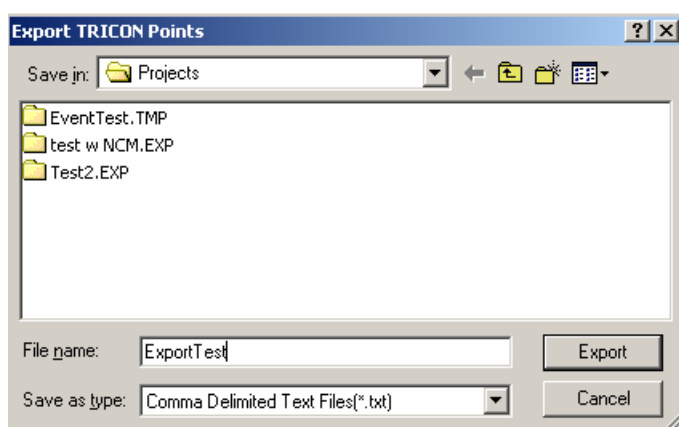 Export TRICON Points
Save in: Projects
EventTest.TMP
test w NCM.EXP
Test2.EXP
File name: ExportTest Export
Save as type: Comma Delimited Text Files(*.txt) Cancel